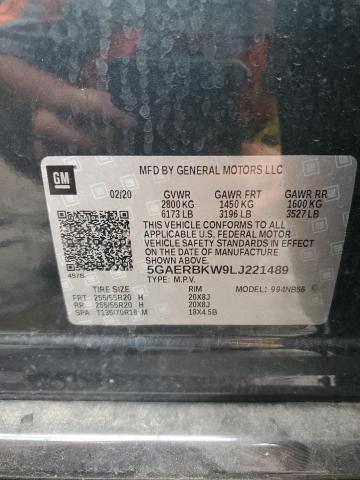 GM
MFD BY GENERAL MOTORS LLC
02/20 GVWR GAWR FRT GAWR RR
2800 KG 1450 KG 1600 KG
6173 LB 3196 LB 3527 LB
THIS VEHICLE CONFORMS TO ALL
APPLICABLE U.S. FEDERAL MOTOR
VEHICLE SAFETY STANDARDS IN EFFECT
ON THE DATE OF MANUFACTURE
SHOWN ABOVE.
457B 5GAERBKW9LJ221489
TYPE: M.P.V.
TIRE SIZE RIM MODEL: 994NB56
FRT 255/55R20 H 20X8J
RR 255/55R20 H 20X8J
SPA T135/70R18 M 18X4.5B